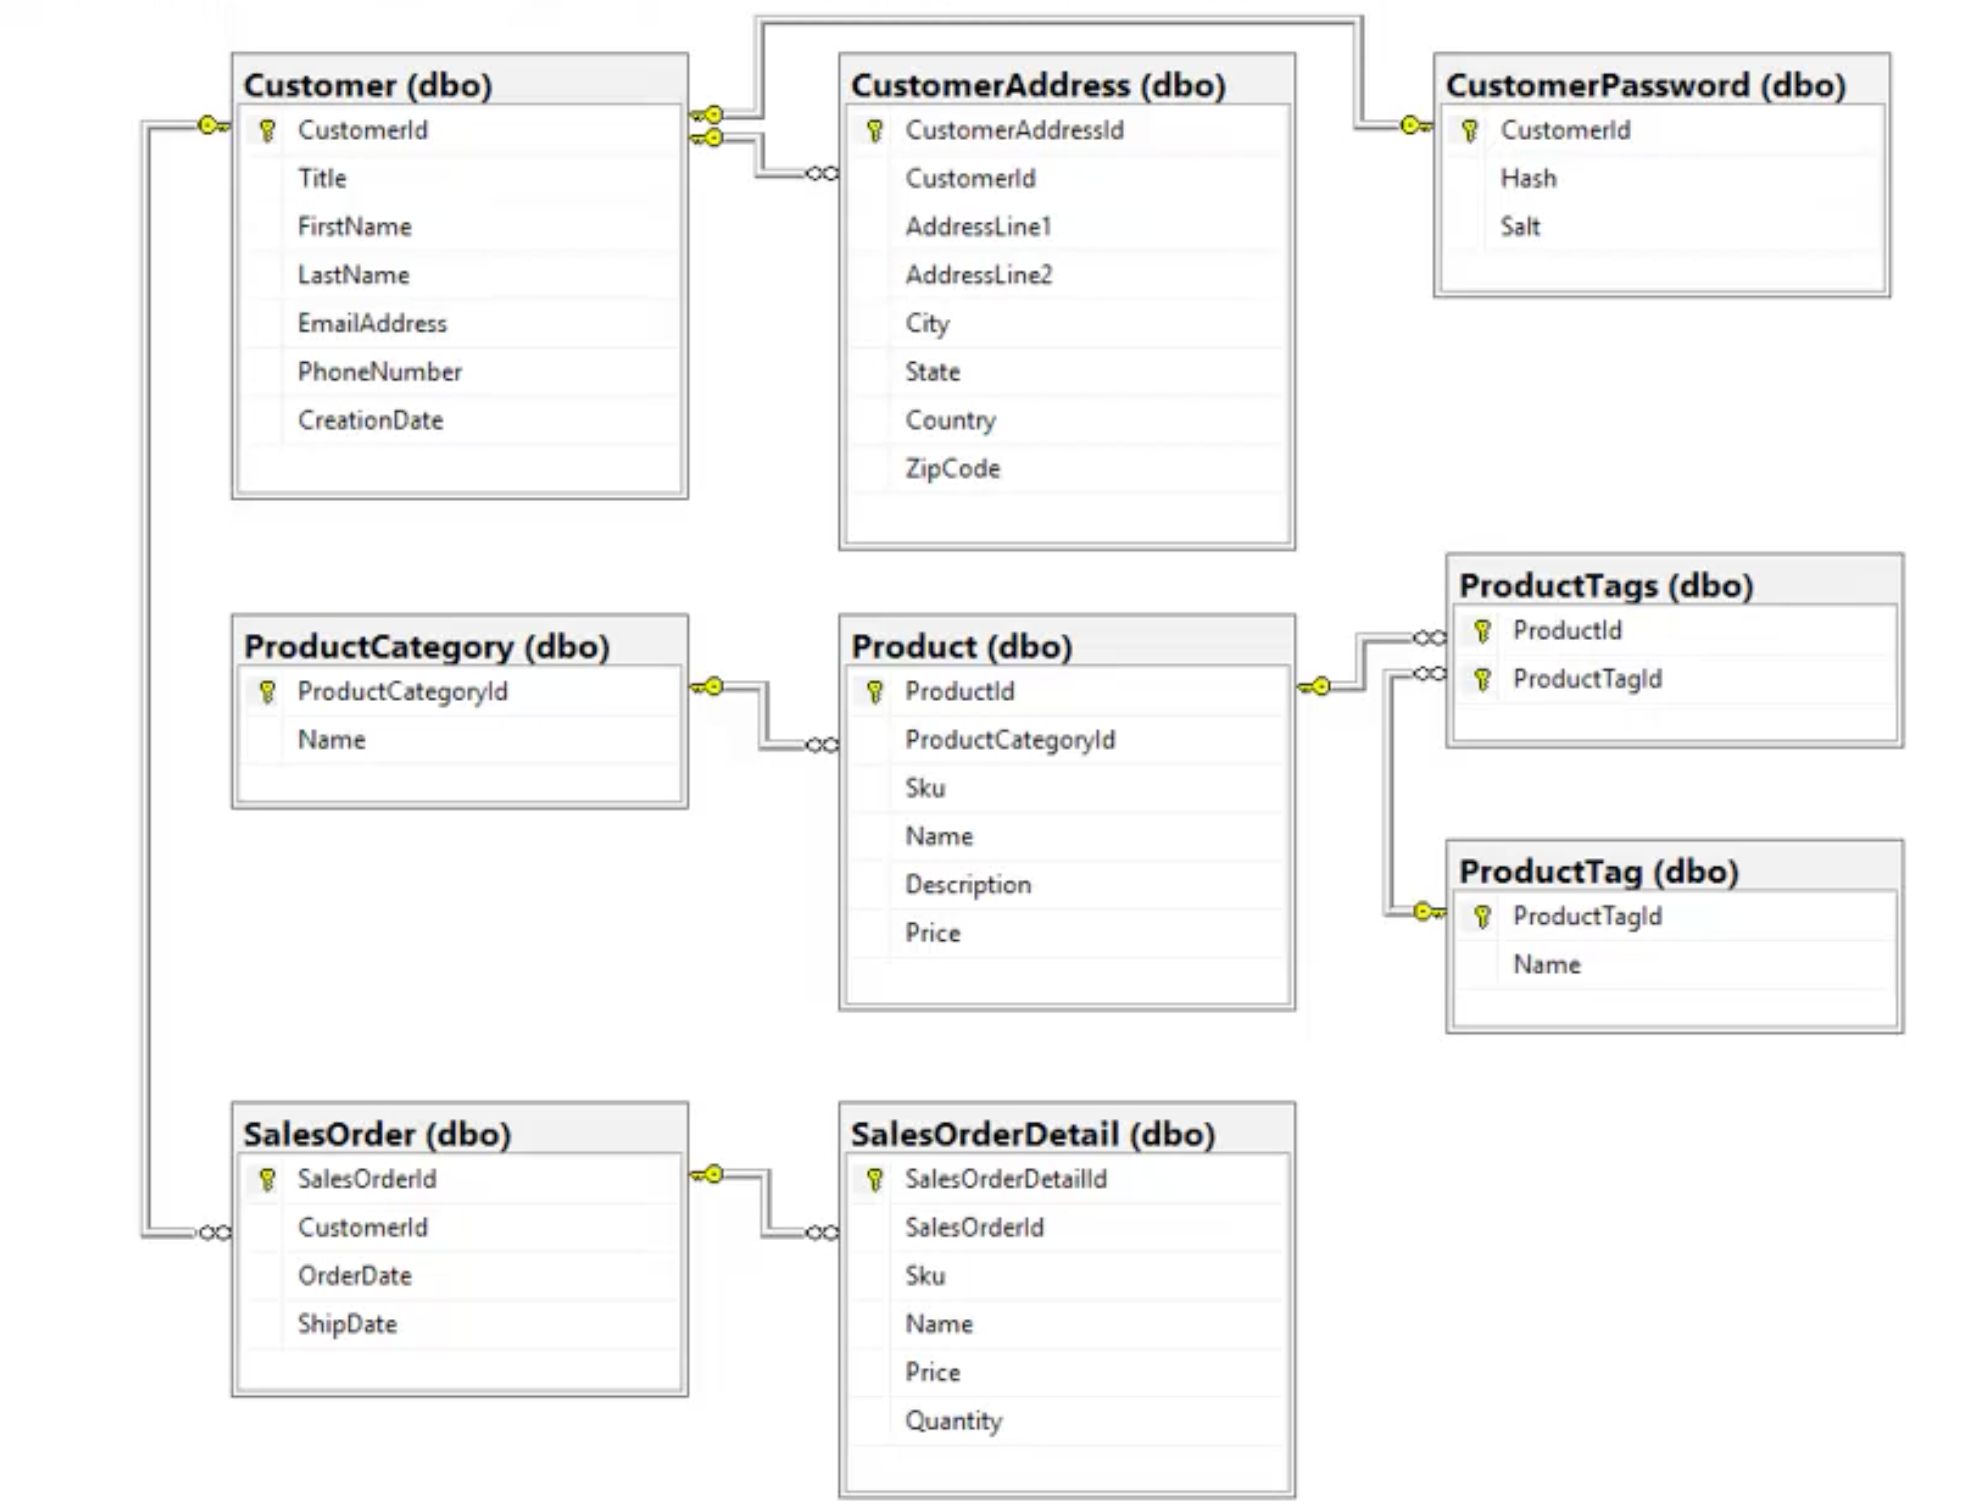 Customer (dbo)
CustomerId
Title
FirstName
LastName
EmailAddress
PhoneNumber
CreationDate
CustomerAddress (dbo)
CustomerAddressId
CustomerId
AddressLine1
AddressLine2
City
State
Country
ZipCode
CustomerPassword (dbo)
CustomerId
Hash
Salt
ProductCategory (dbo)
ProductCategoryId
Name
Product (dbo)
ProductId
ProductCategoryId
Sku
Name
Description
Price
ProductTags (dbo)
ProductId
ProductTagId
ProductTag (dbo)
ProductTagId
Name
SalesOrder (dbo)
SalesOrderId
CustomerId
OrderDate
ShipDate
SalesOrderDetail (dbo)
SalesOrderDetailId
SalesOrderId
Sku
Name
Price
Quantity